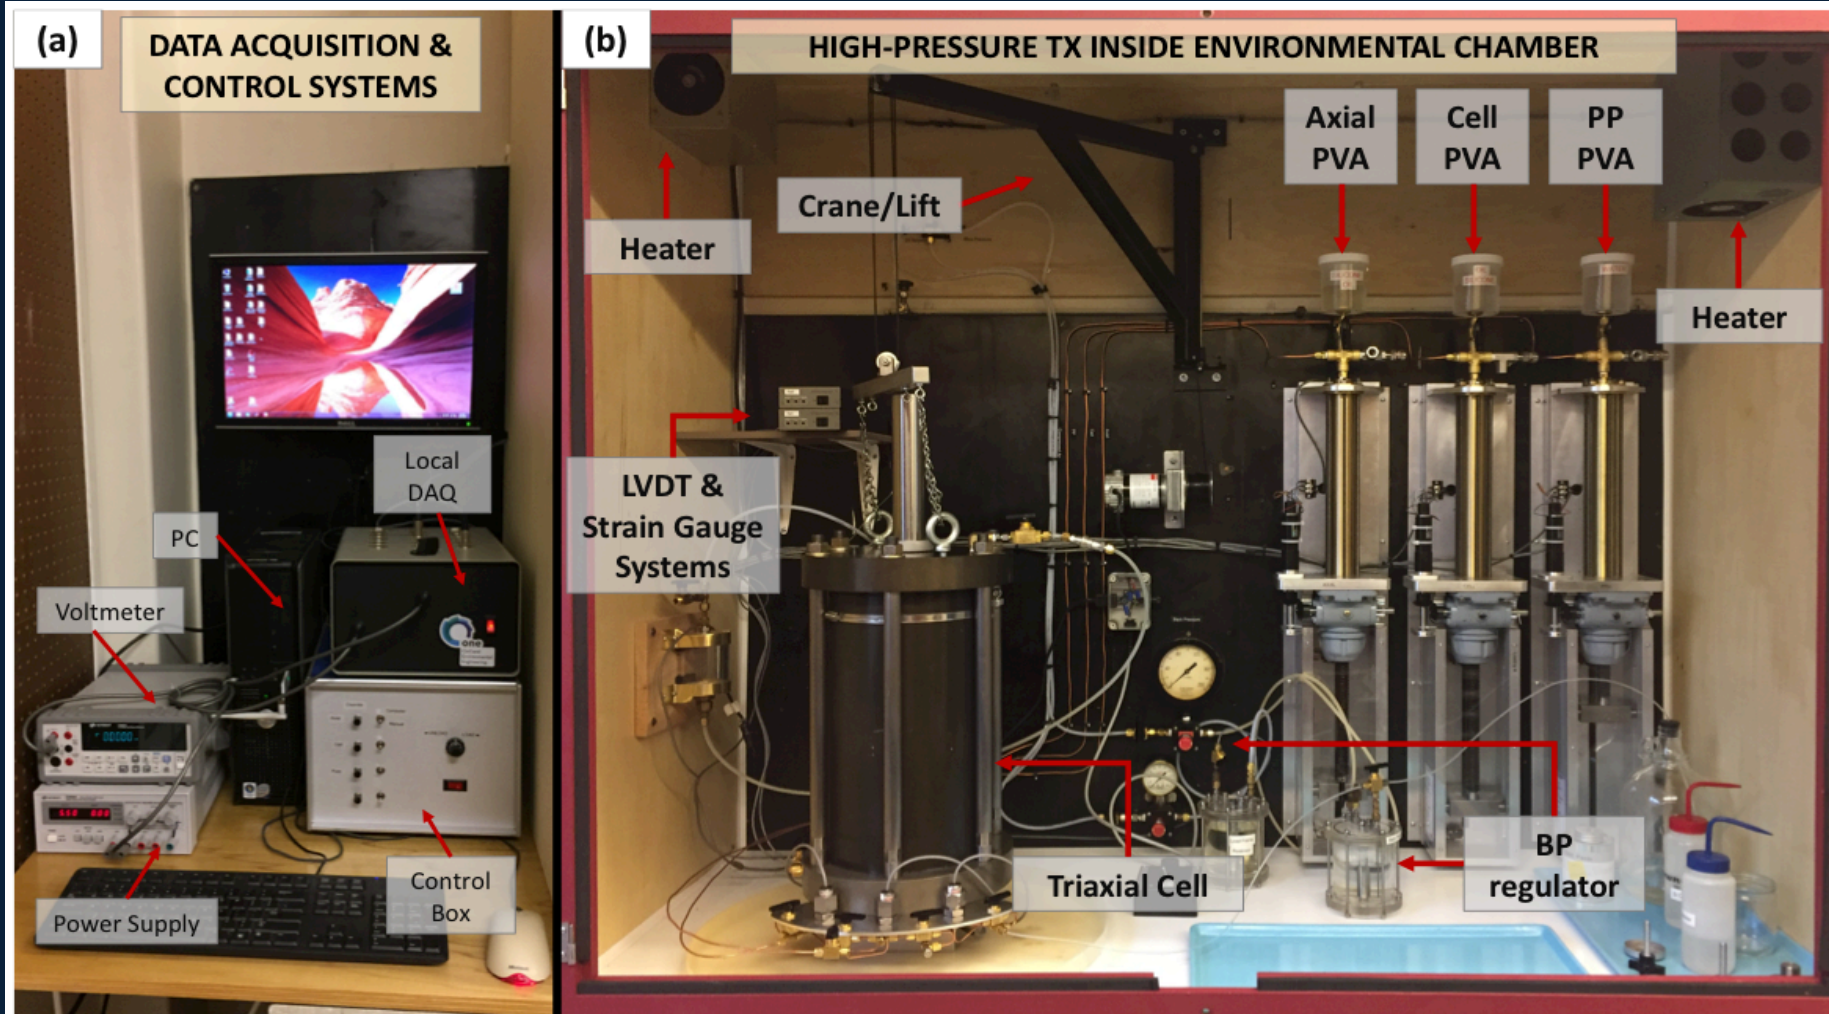 (a)
DATA ACQUISITION &
CONTROL SYSTEMS
Local
DAQ
PC
Voltmeter
one
Control
Box
Power Supply
(b)
HIGH-PRESSURE TX INSIDE ENVIRONMENTAL CHAMBER
Axial
PVA
Cell
PVA
PP
PVA
Crane/Lift
Heater
Heater
LVDT &
Strain Gauge
Systems
Triaxial Cell
BP
regulator